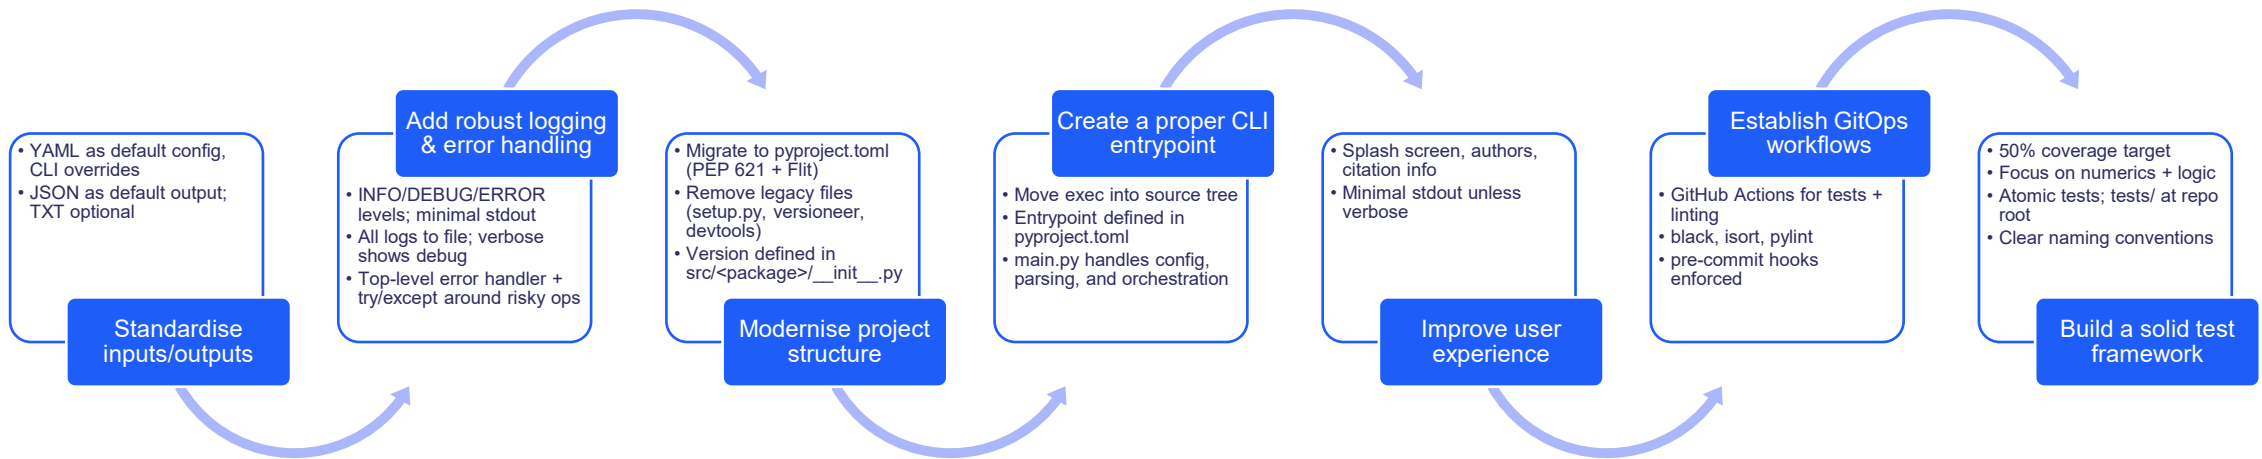 • YAML as default config,
CLI overrides
• JSON as default output;
TXT optional
Standardise
inputs/outputs
Add robust logging
& error handling
• INFO/DEBUG/ERROR
levels; minimal stdout
• All logs to file; verbose
shows debug
• Top-level error handler +
try/except around risky ops
• Migrate to pyproject.toml
(PEP 621 + Flit)
• Remove legacy files
(setup.py, versioneer,
devtools)
• Version defined in
src/<package>/__init__.py
Modernise project
structure
Create a proper CLI
entrypoint
• Move exec into source tree
• Entrypoint defined in
pyproject.toml
• main.py handles config,
parsing, and orchestration
• Splash screen, authors,
citation info
• Minimal stdout unless
verbose
Improve user
experience
Establish GitOps
workflows
• GitHub Actions for tests +
linting
• black, isort, pylint
• pre-commit hooks
enforced
• 50% coverage target
• Focus on numerics + logic
• Atomic tests; tests/ at repo
root
• Clear naming conventions
Build a solid test
framework